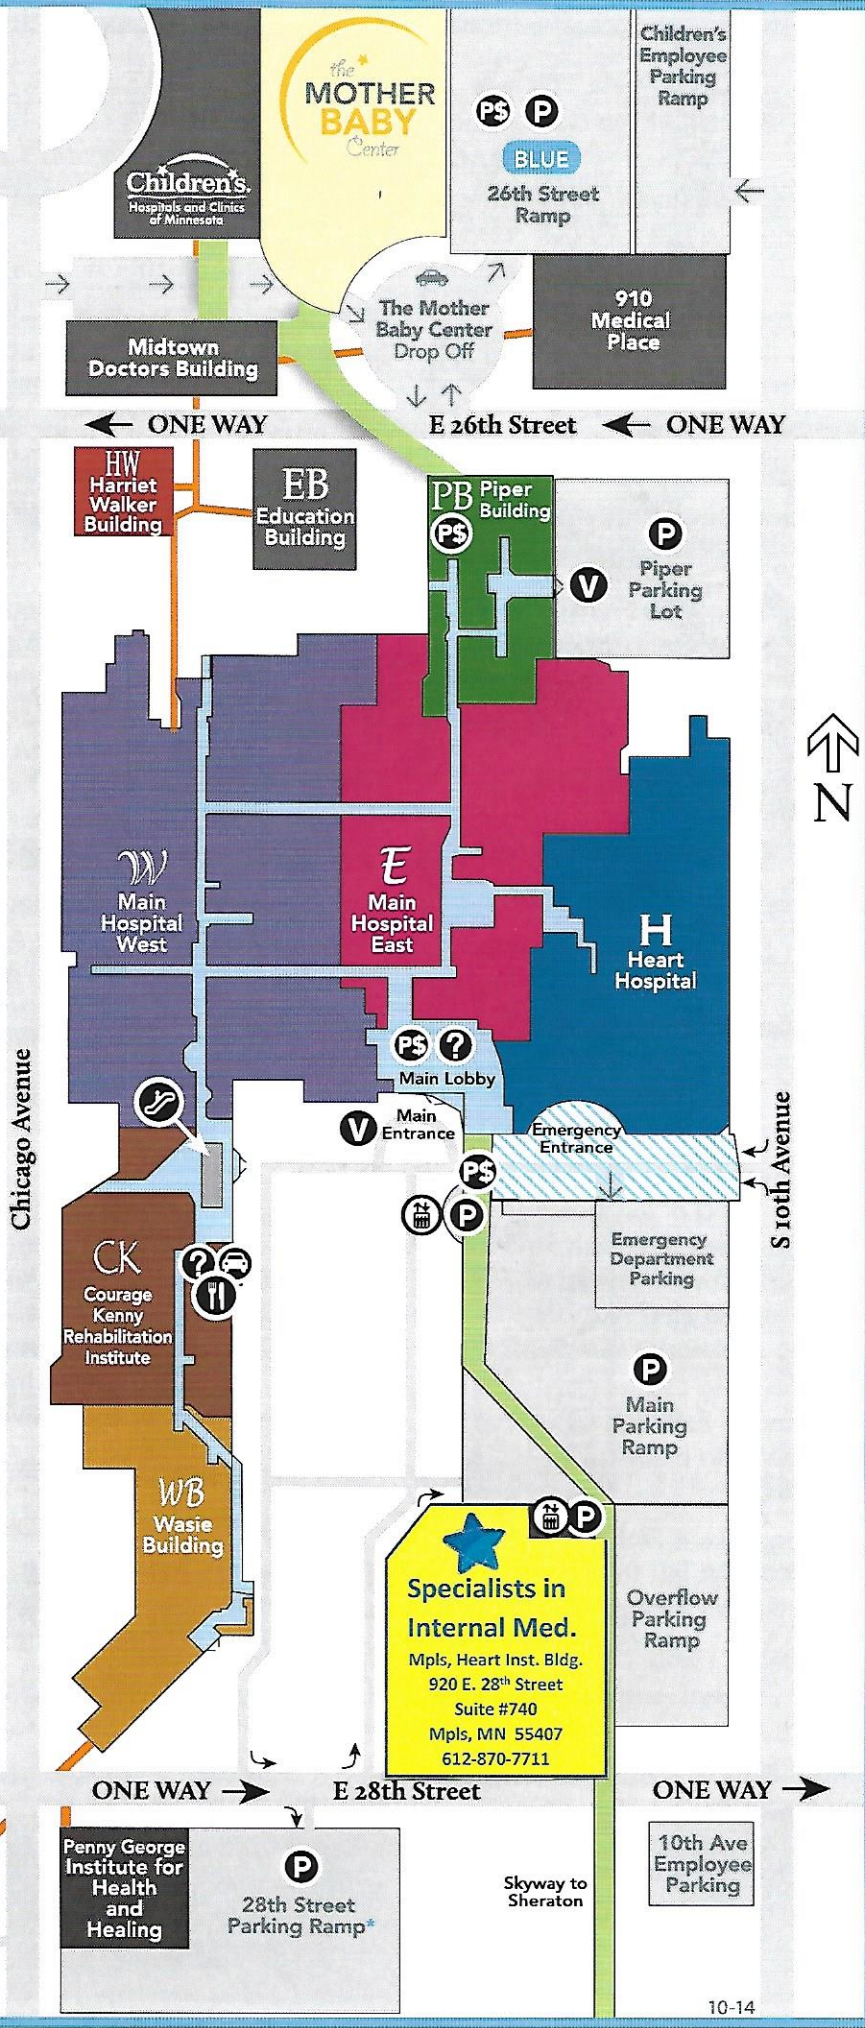 the
MOTHER
BABY
Center
Children's
Hospitals and Clinics
of Minnesota
P$ P
BLUE
26th Street
Ramp
Children's
Employee
Parking
Ramp
The Mother
Baby Center
Drop Off
910
Medical
Place
Midtown
Doctors Building
ONE WAY
E 26th Street
ONE WAY
HW
Harriet
Walker
Building
EB
Education
Building
PB Piper
Building
P$
V
P
Piper
Parking
Lot
N
W
Main
Hospital
West
E
Main
Hospital
East
H
Heart
Hospital
P$ ?
Main Lobby
V
Main
Entrance
Emergency
Entrance
Chicago Avenue
S 10th Avenue
P$
P
Emergency
Department
Parking
CK
Courage
Kenny
Rehabilitation
Institute
?
P
Main
Parking
Ramp
WB
Wasie
Building
P
Specialists in
Internal Med.
Mpls, Heart Inst. Bldg.
920 E. 28th Street
Suite #740
Mpls, MN 55407
612-870-7711
Overflow
Parking
Ramp
ONE WAY
E 28th Street
ONE WAY
Penny George
Institute for
Health
and
Healing
P
28th Street
Parking Ramp*
Skyway to
Sheraton
10th Ave
Employee
Parking
10-14